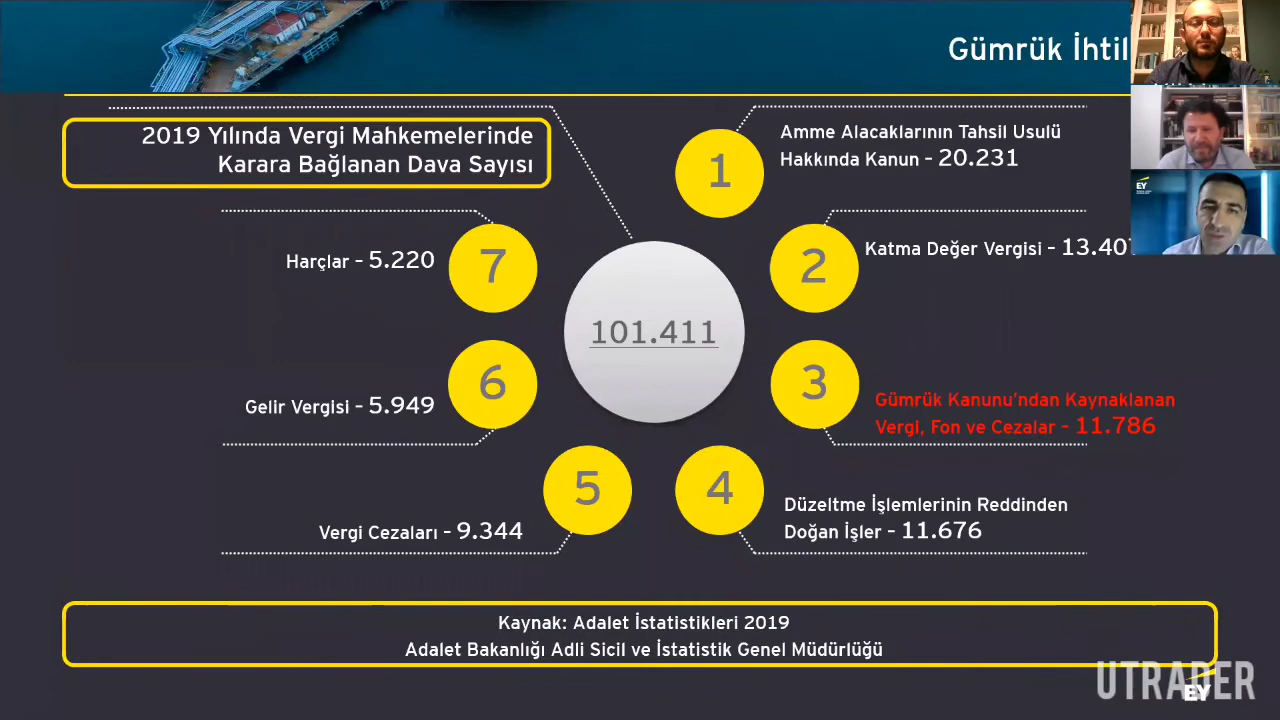 Gümrük İhtil
2019 Yılında Vergi Mahkemelerinde
Karara Bağlanan Dava Sayısı
101.411
1
Amme Alacaklarının Tahsil Usulü
Hakkında Kanun - 20.231
2
Katma Değer Vergisi - 13.407
3
Gümrük Kanunu'ndan Kaynaklanan
Vergi, Fon ve Cezalar - 11.786
4
Düzeltme İşlemlerinin Reddinden
Doğan İşler - 11.676
5
Vergi Cezaları - 9.344
6
Gelir Vergisi - 5.949
7
Harçlar - 5.220
Kaynak: Adalet İstatistikleri 2019
Adalet Bakanlığı Adli Sicil ve İstatistik Genel Müdürlüğü
EY
UTRADER
EY